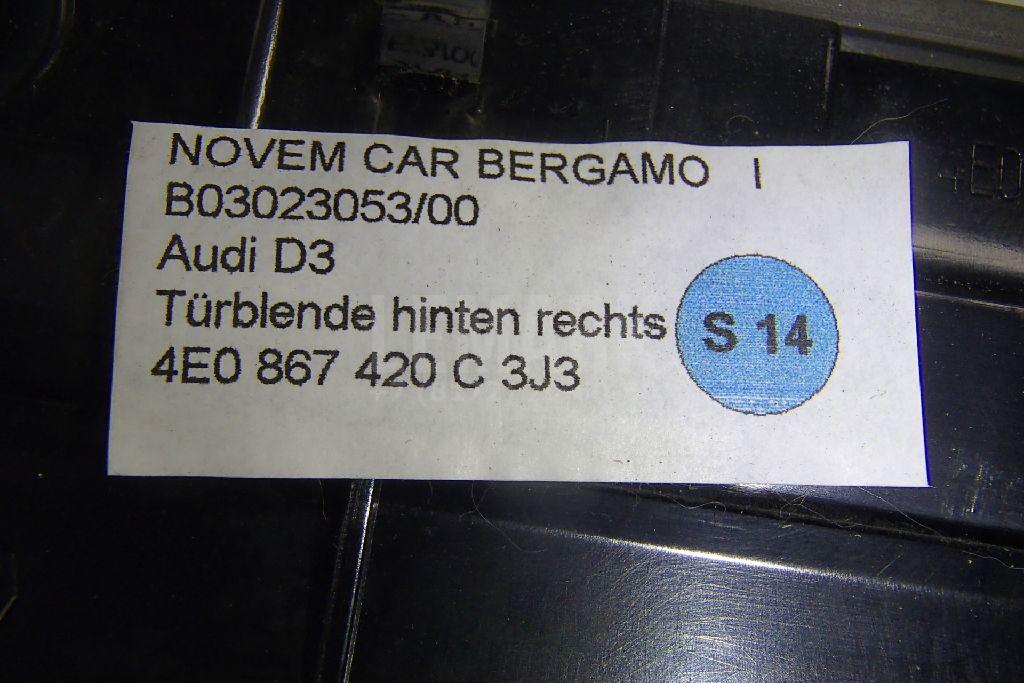 NOVEM CAR BERGAMO I
B03023053/00
Audi D3
Türblende hinten rechts
S 14
4E0 867 420 C 3J3